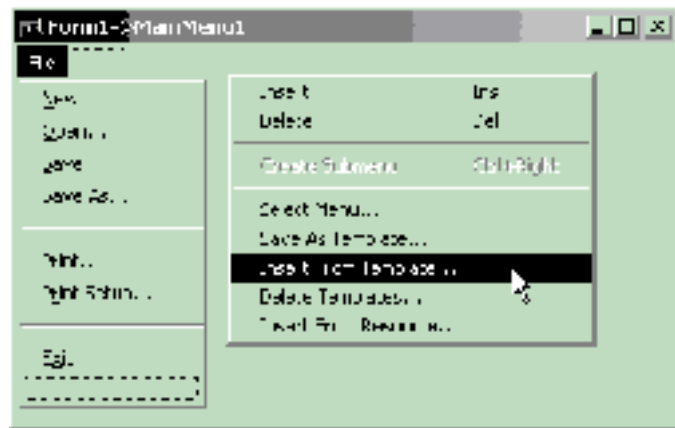 Form1->MainMenu1
File
New
Open...
Save
Save As...
Print...
Print Setup...
Exit
Insert Ins
Delete Del
Create Submenu Ctrl+Right
Select Menu...
Save As Template...
Insert From Template...
Delete Templates...
Insert From Resource...